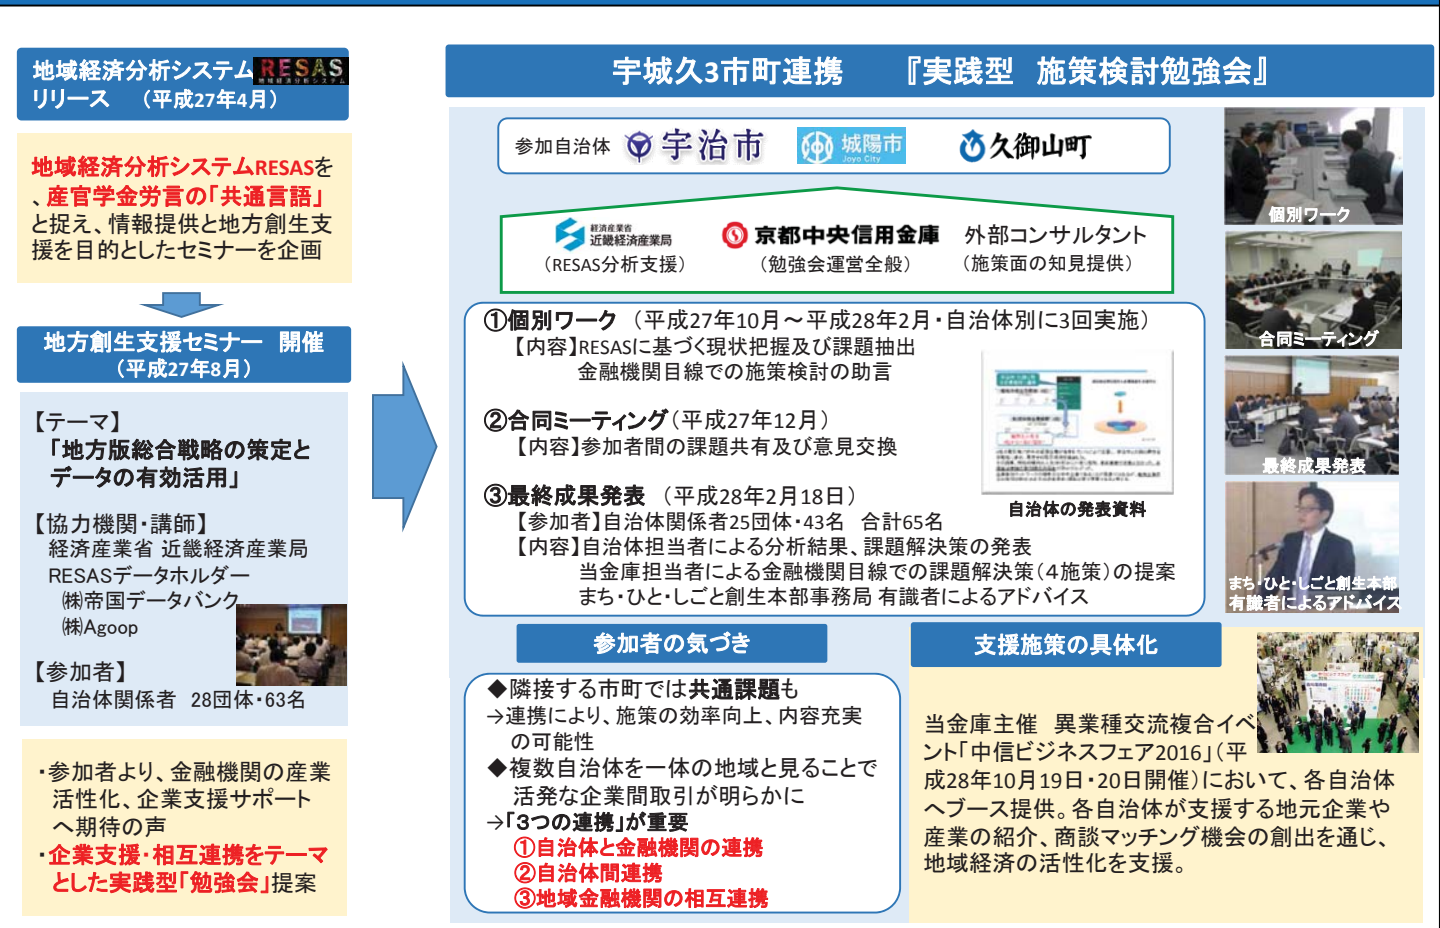 地域経済分析システム RESAS
地域経済分析システム
リリース　（平成27年4月）
地域経済分析システムRESASを
、産官学金労言の「共通言語」
と捉え、情報提供と地方創生支
援を目的としたセミナーを企画
地方創生支援セミナー　開催
（平成27年8月）
【テーマ】
「地方版総合戦略の策定と
データの有効活用」
【協力機関・講師】
経済産業省 近畿経済産業局
RESASデータホルダー
㈱帝国データバンク
㈱Agoop
【参加者】
自治体関係者　28団体・63名
・参加者より、金融機関の産業
活性化、企業支援サポート
へ期待の声
・企業支援・相互連携をテーマ
とした実践型「勉強会」提案
宇城久3市町連携　　『実践型　施策検討勉強会』
参加自治体 宇治市 城陽市 久御山町
Joyo City
経済産業省
近畿経済産業局 京都中央信用金庫 外部コンサルタント
（RESAS分析支援） （勉強会運営全般） （施策面の知見提供）
①個別ワーク （平成27年10月～平成28年2月・自治体別に3回実施）
【内容】RESASに基づく現状把握及び課題抽出
金融機関目線での施策検討の助言
②合同ミーティング（平成27年12月）
【内容】参加者間の課題共有及び意見交換
③最終成果発表 （平成28年2月18日）
【参加者】自治体関係者25団体・43名　合計65名
【内容】自治体担当者による分析結果、課題解決策の発表
当金庫担当者による金融機関目線での課題解決策（４施策）の提案
まち・ひと・しごと創生本部事務局 有識者によるアドバイス
自治体の発表資料
個別ワーク
合同ミーティング
最終成果発表
まち・ひと・しごと創生本部
有識者によるアドバイス
参加者の気づき
◆隣接する市町では共通課題も
→連携により、施策の効率向上、内容充実
の可能性
◆複数自治体を一体の地域と見ることで
活発な企業間取引が明らかに
→「３つの連携」が重要
①自治体と金融機関の連携
②自治体間連携
③地域金融機関の相互連携
支援施策の具体化
当金庫主催　異業種交流複合イベ
ント「中信ビジネスフェア2016」（平
成28年10月19日・20日開催）において、各自治体
へブース提供。各自治体が支援する地元企業や
産業の紹介、商談マッチング機会の創出を通じ、
地域経済の活性化を支援。